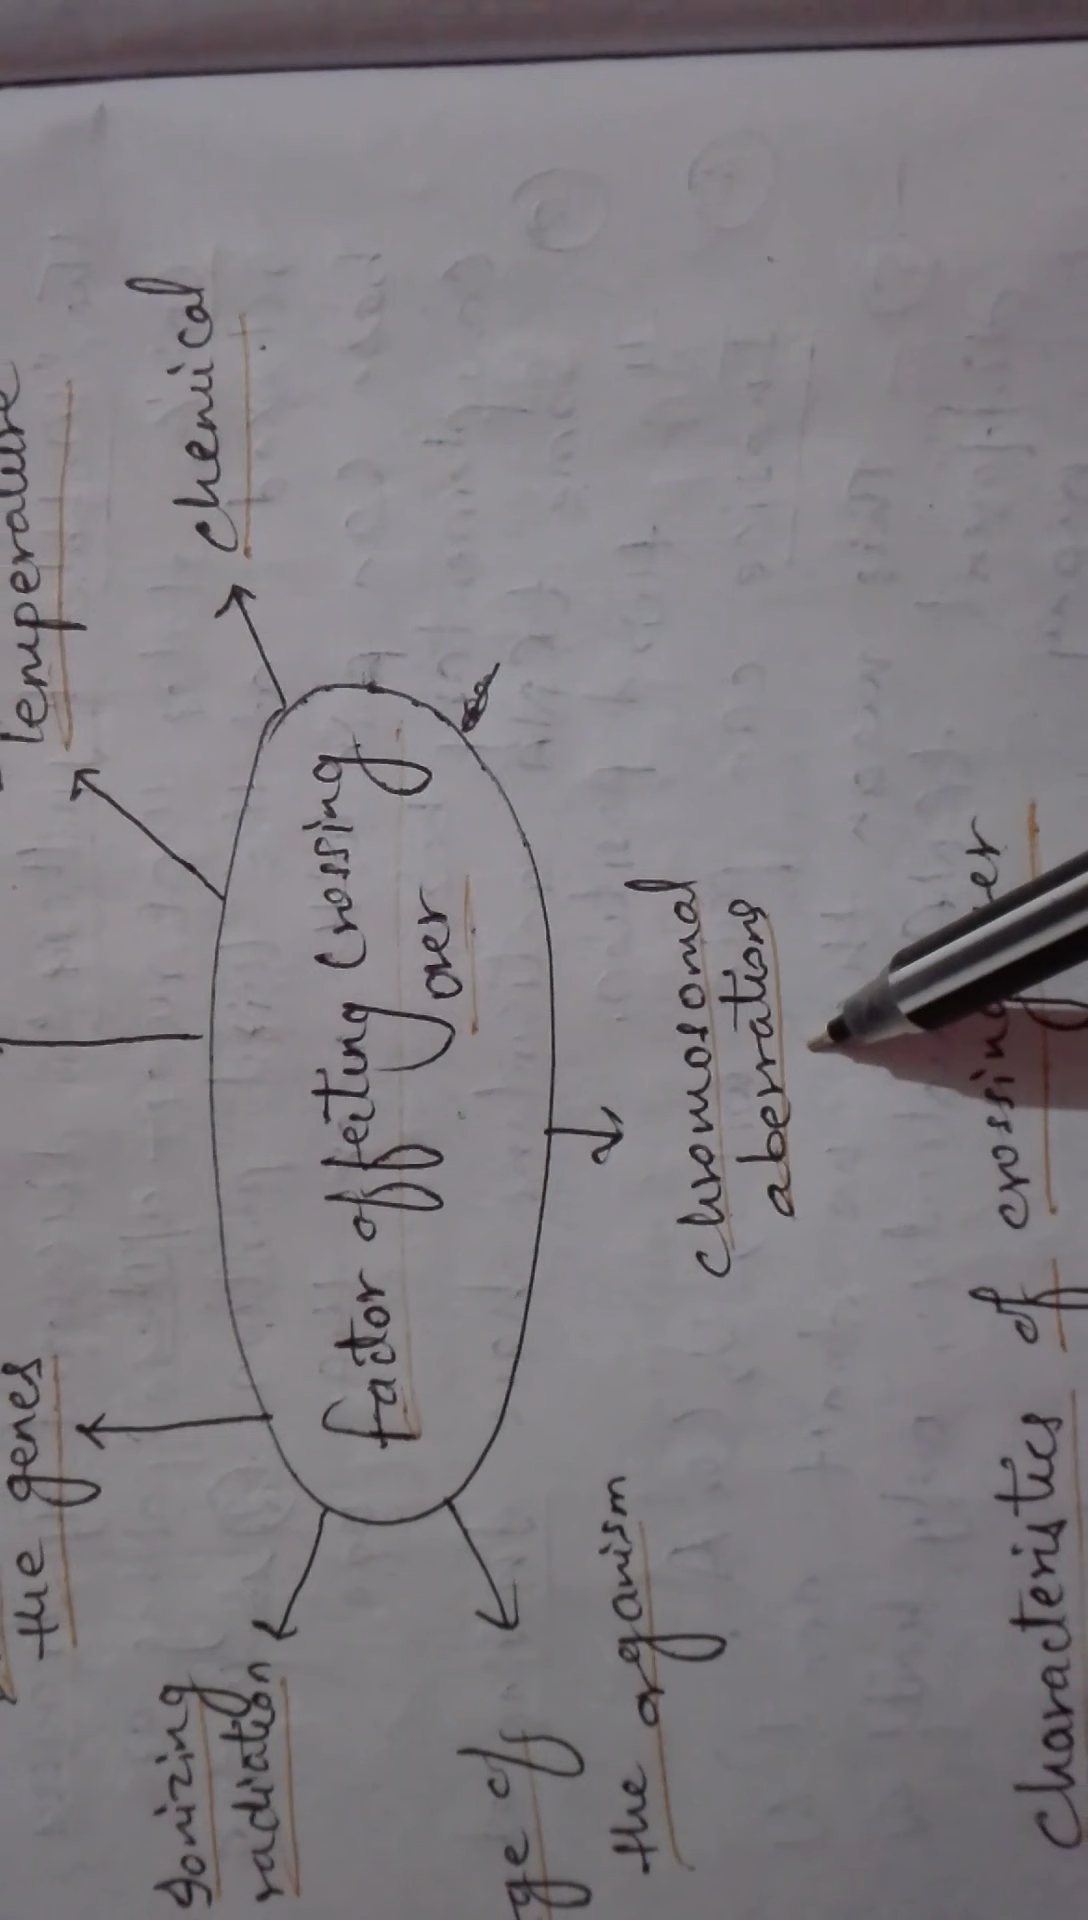 Temperature
the genes
chemical
Ionizing
radiation
factor affecting crossing
over
ge of
the organism
chromosomal
aberrations
characteristics of crossing er